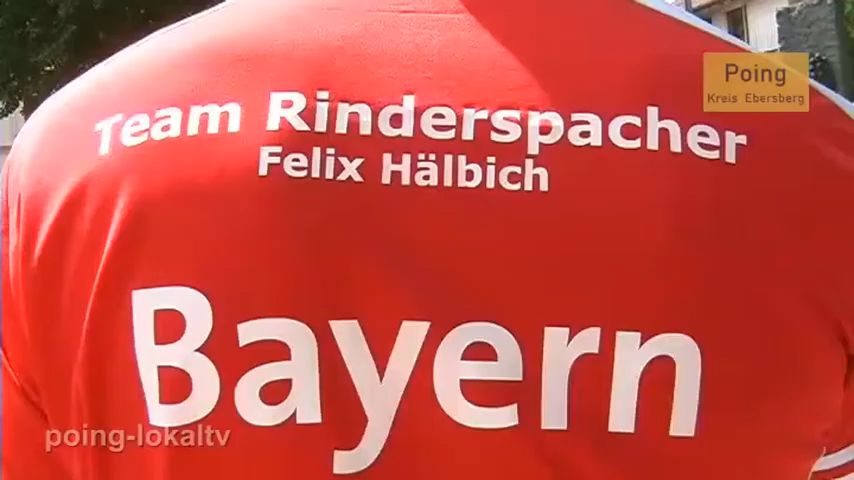 Poing
Kreis Ebersberg
Team Rinderspacher
Felix Hälbich
Bayern
poing-lokaltv